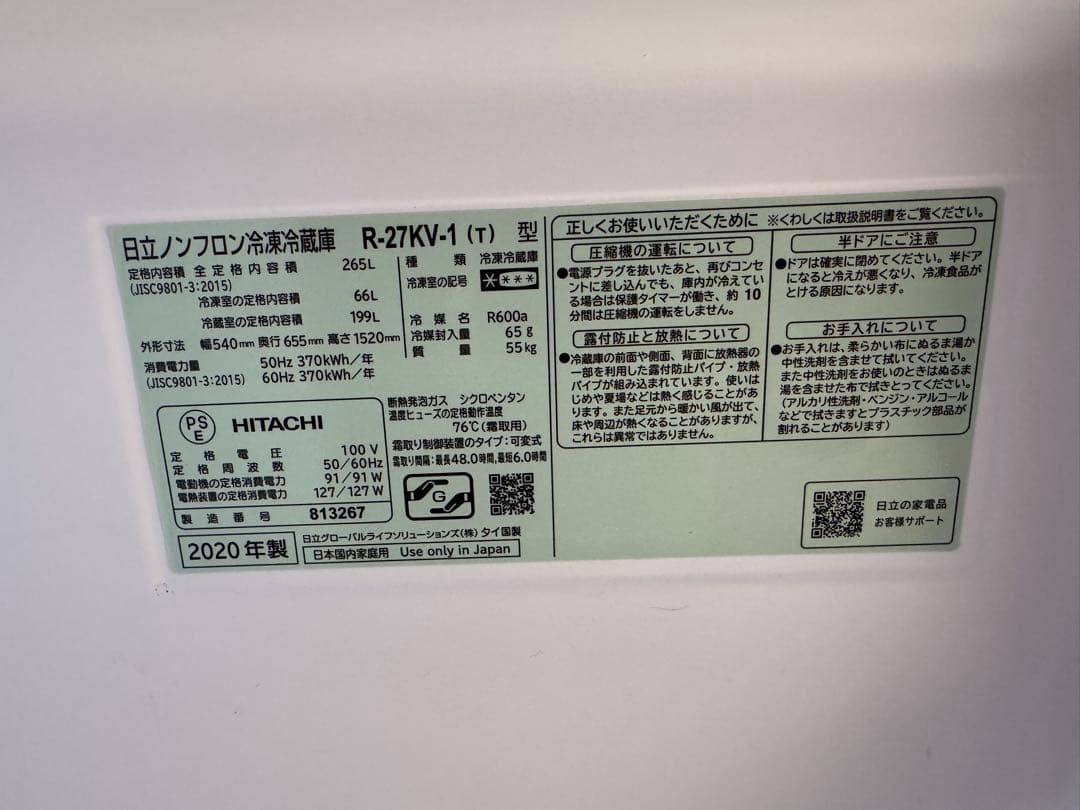 日立ノンフロン冷凍冷蔵庫 R-27KV-1 (T) 型
定格内容積 全定格内容積 265L
(JISC9801-3:2015)
冷凍室の定格内容積 66L
冷蔵室の定格内容積 199L
外形寸法 幅540mm 奥行655mm 高さ1520mm
消費電力量 50Hz 370kWh/年
(JISC9801-3:2015) 60Hz 370kWh/年
種類 冷凍冷蔵庫
冷凍室の記号 ****
冷媒名 R600a
冷媒封入量 65g
質量 55kg
PS
E
HITACHI
定格電圧 100V
定格周波数 50/60Hz
電動機の定格消費電力 91/91W
電熱装置の定格消費電力 127/127W
製造番号 813267
断熱発泡ガス シクロペンタン
温度ヒューズの定格動作温度
76℃(霜取用)
霜取り制御装置のタイプ:可変式
霜取り間隔:最長48.0時間,最短6.0時間
G
2020年製
日立グローバルライフソリューションズ(株) タイ国製
日本国内家庭用 Use only in Japan
正しくお使いいただくために ※くわしくは取扱説明書をご覧ください。
圧縮機の運転について
●電源プラグを抜いたあと、再びコンセ
ントに差し込んでも、庫内が冷えてい
る場合は保護タイマーが働き、約10
分間は圧縮機の運転をしません。
露付防止と放熱について
●冷蔵庫の前面や側面、背面に放熱器の
一部を利用した露付防止パイプ・放熱
パイプが組み込まれています。使いは
じめや夏場などは熱く感じることがあ
ります。また足元から暖かい風が出て、
床や周辺が熱くなることがありますが、
これらは異常ではありません。
半ドアにご注意
●ドアは確実に閉めてください。半ドア
になると冷えが悪くなり、冷凍食品が
とける原因になります。
お手入れについて
●お手入れは、柔らかい布にぬるま湯か
中性洗剤を含ませて拭いてください。
また中性洗剤をお使いのときはぬるま
湯を含ませた布で拭きとってください。
(アルカリ性洗剤・ベンジン・アルコール
などで拭きますとプラスチック部品が
割れることがあります)
日立の家電品
お客様サポート